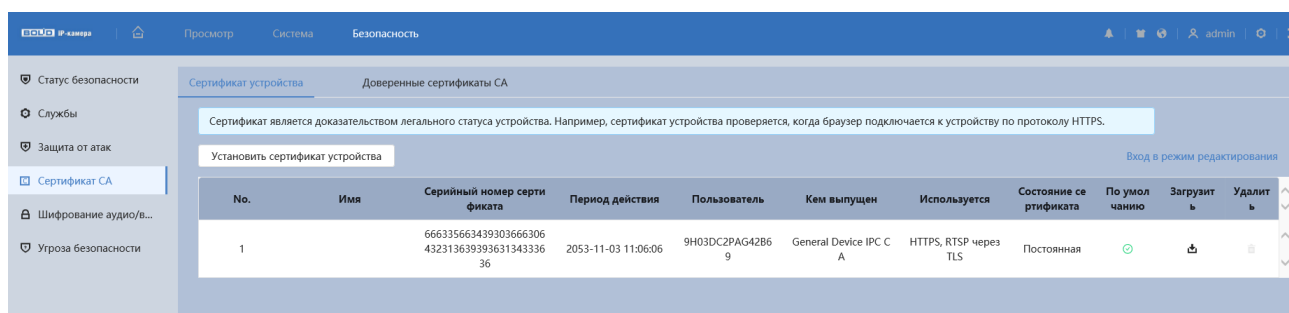 BOLID IP-камера Просмотр Система Безопасность admin
Статус безопасности
Службы
Защита от атак
Сертификат CA
Шифрование аудио/в...
Угроза безопасности
Сертификат устройства Доверенные сертификаты CA
Сертификат является доказательством легального статуса устройства. Например, сертификат устройства проверяется, когда браузер подключается к устройству по протоколу HTTPS.
Установить сертификат устройства Вход в режим редактирования
No. Имя Серийный номер серти Период действия Пользователь Кем выпущен Используется Состояние се По умол Загрузит Удалит
фиката ртификата чанию ь ь
666335663439303666306
1 432313639393631343336 2053-11-03 11:06:06 9H03DC2PAG42B6 General Device IPC C HTTPS, RTSP через Постоянная
36 9 A TLS